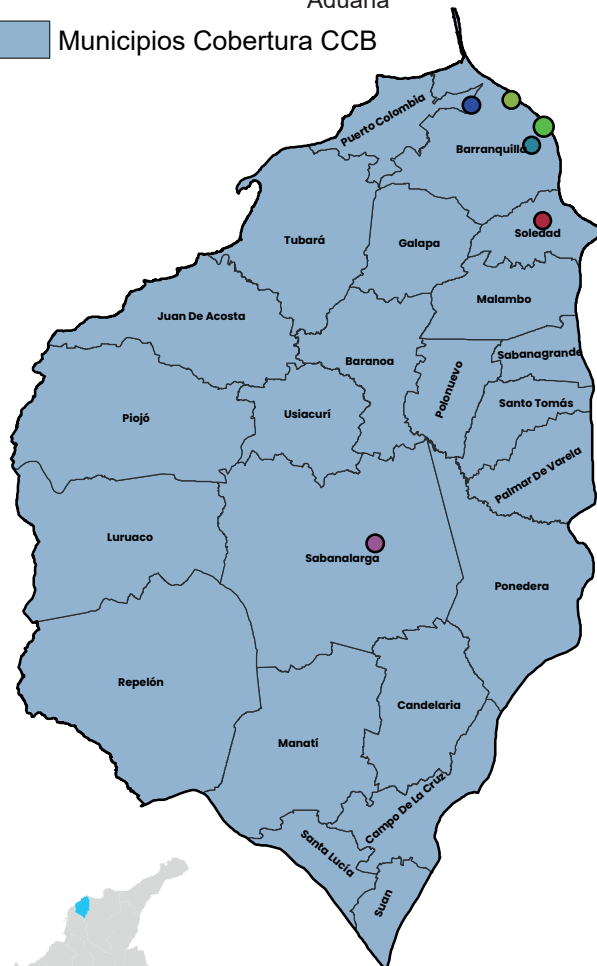 Aduana
Municipios Cobertura CCB
Puerto Colombia
Barranquilla
Soledad
Tubará
Galapa
Malambo
Juan De Acosta
Sabanagrande
Baranoa
Polonuevo
Santo Tomás
Usiacurí
Piojó
Palmar De Varela
Luruaco
Sabanalarga
Ponedera
Repelón
Candelaria
Manatí
Campo De La Cruz
Santa Lucía
Suan